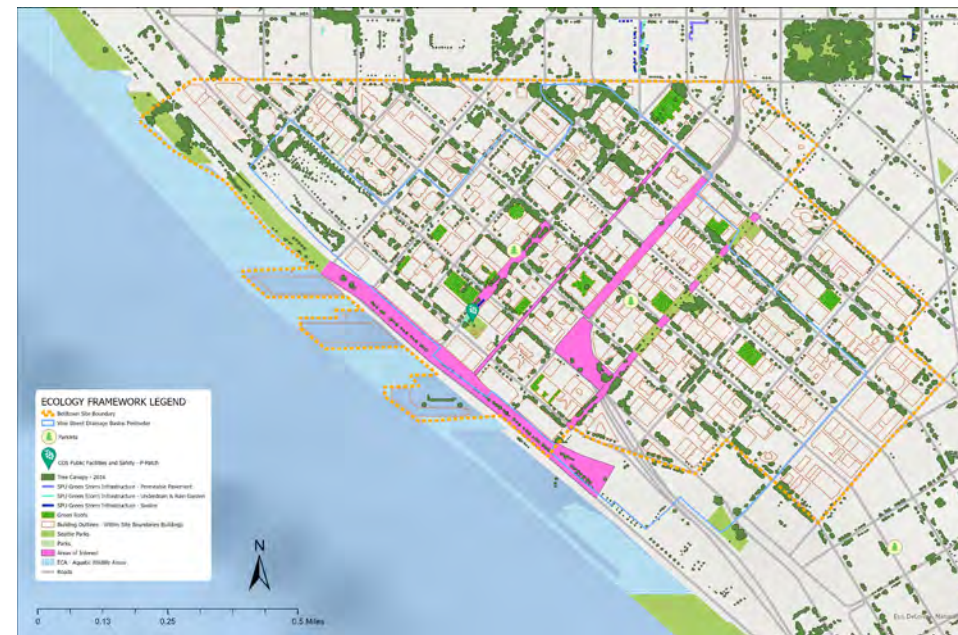 ECOLOGY FRAMEWORK LEGEND
Belltown Site Boundary
Vine Street Drainage Basins Perimeter
Parklets
COS Public Facilities and Safety - P-Patch
Tree Canopy - 2016
SPU Green Storm Infrastructure - Permeable Pavement
SPU Green Storm Infrastructure - Underdrain & Rain Garden
SPU Green Storm Infrastructure - Swales
Green Roofs
Building Outlines - Within Site Boundaries Buildings
Seattle Parks
Parks
Areas of Interest
ECA - Aquatic Wildlife Areas
Roads
N
0 0.13 0.25 0.5 Miles